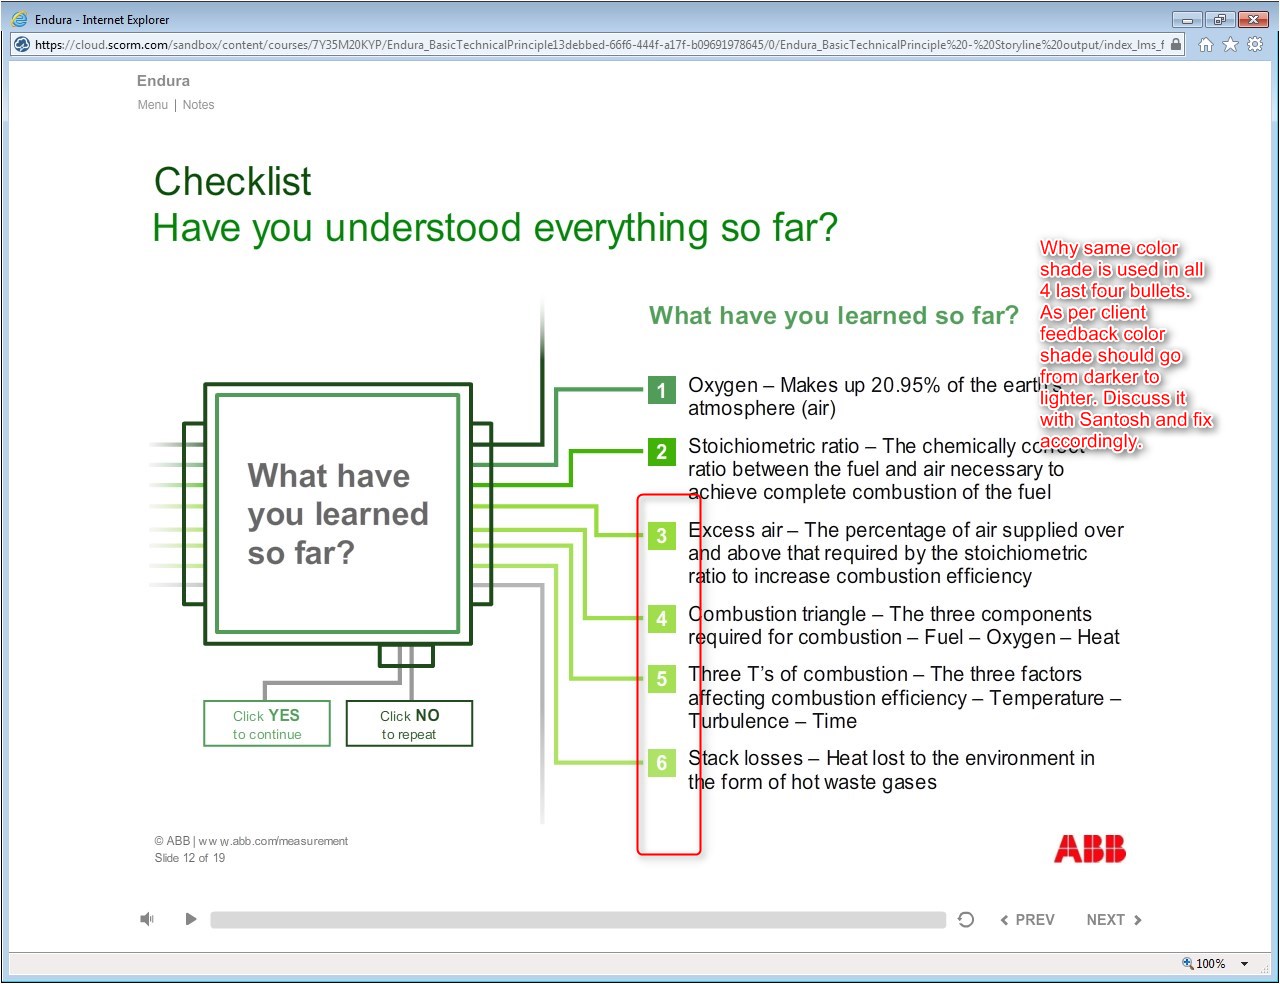 Endura - Internet Explorer
https://cloud.scorm.com/sandbox/content/courses/7Y35M20KYP/Endura_BasicTechnicalPrinciple13debbed-66f6-444f-a17f-b09691978645/0/Endura_BasicTechnicalPrinciple%20-%20Storyline%20output/index_lms_f
Endura
Menu | Notes
Checklist
Have you understood everything so far?
Why same color
shade is used in all
4 last four bullets.
As per client
feedback color
shade should go
from darker to
lighter. Discuss it
with Santosh and fix
accordingly.
What have you learned so far?
What have
you learned
so far?
1 Oxygen – Makes up 20.95% of the earth's
atmosphere (air)
2 Stoichiometric ratio – The chemically correct
ratio between the fuel and air necessary to
achieve complete combustion of the fuel
3 Excess air – The percentage of air supplied over
and above that required by the stoichiometric
ratio to increase combustion efficiency
4 Combustion triangle – The three components
required for combustion – Fuel – Oxygen – Heat
5 Three T's of combustion – The three factors
affecting combustion efficiency – Temperature –
Turbulence – Time
6 Stack losses – Heat lost to the environment in
the form of hot waste gases
Click YES
to continue
Click NO
to repeat
© ABB | www.abb.com/measurement
Slide 12 of 19
ABB
PREV
NEXT
100%